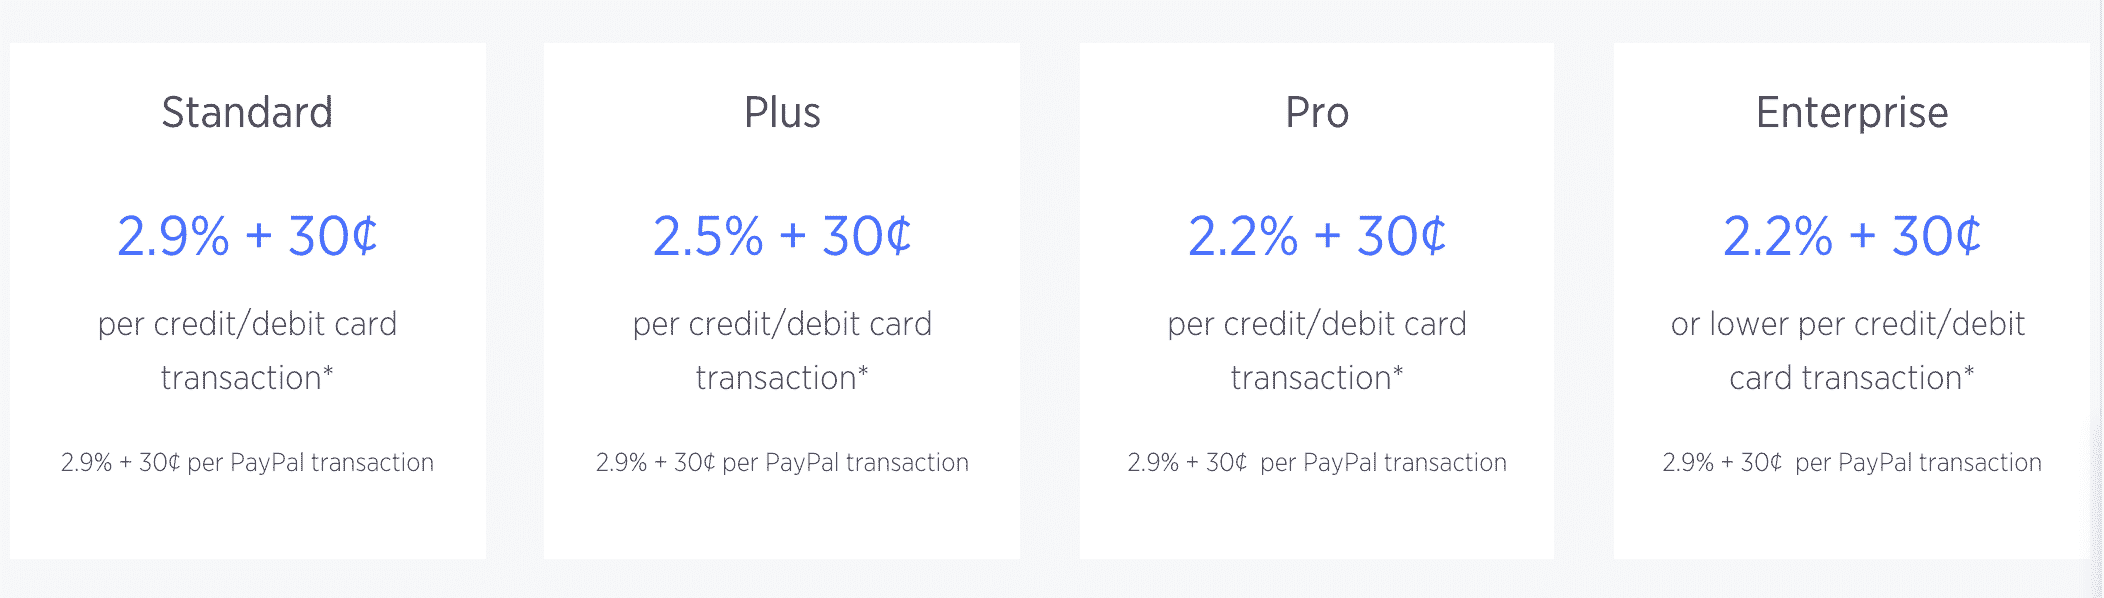 Standard
2.9% + 30¢
per credit/debit card
transaction*
2.9% + 30¢ per PayPal transaction
Plus
2.5% + 30¢
per credit/debit card
transaction*
2.9% + 30¢ per PayPal transaction
Pro
2.2% + 30¢
per credit/debit card
transaction*
2.9% + 30¢ per PayPal transaction
Enterprise
2.2% + 30¢
or lower per credit/debit
card transaction*
2.9% + 30¢ per PayPal transaction